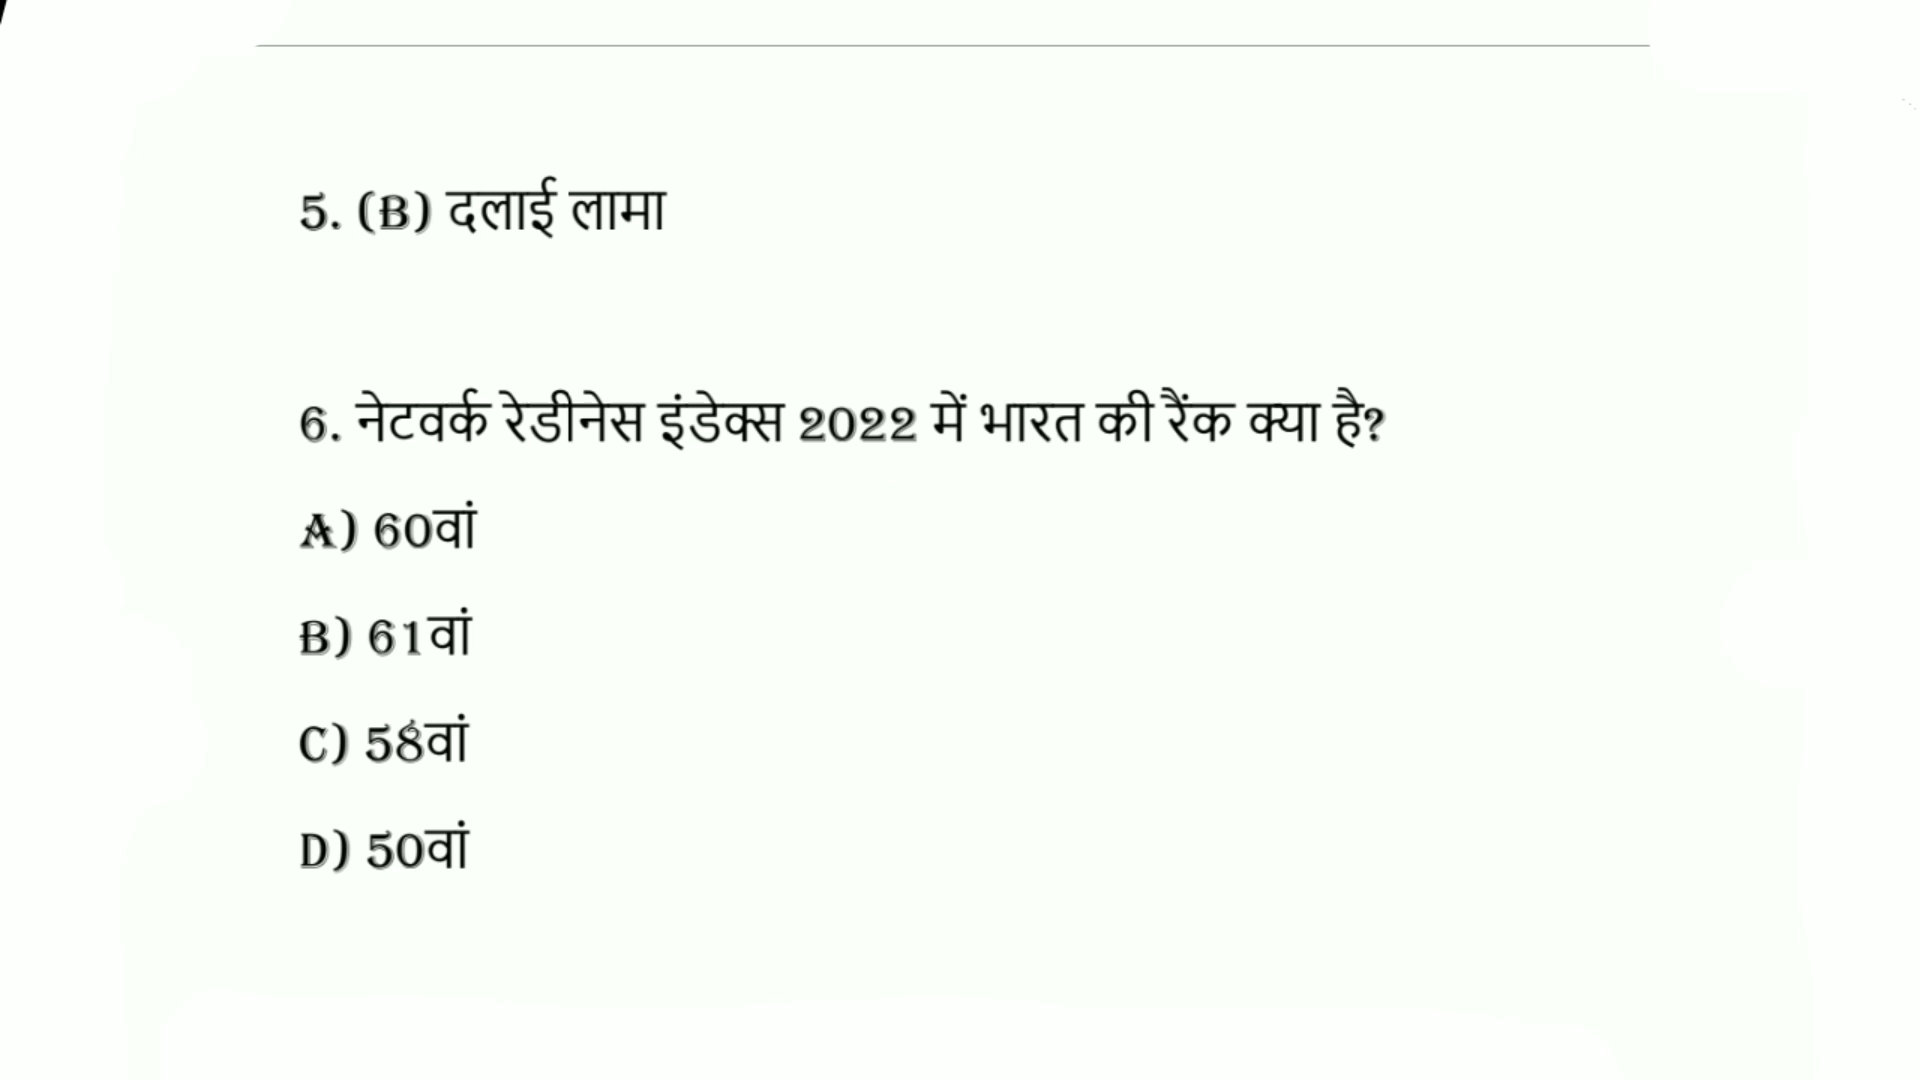 5. (B) दलाई लामा
6. नेटवर्क रेडीनेस इंडेक्स 2022 में भारत की रैंक क्या है?
A) 60वां
B) 61वां
C) 58वां
D) 50वां